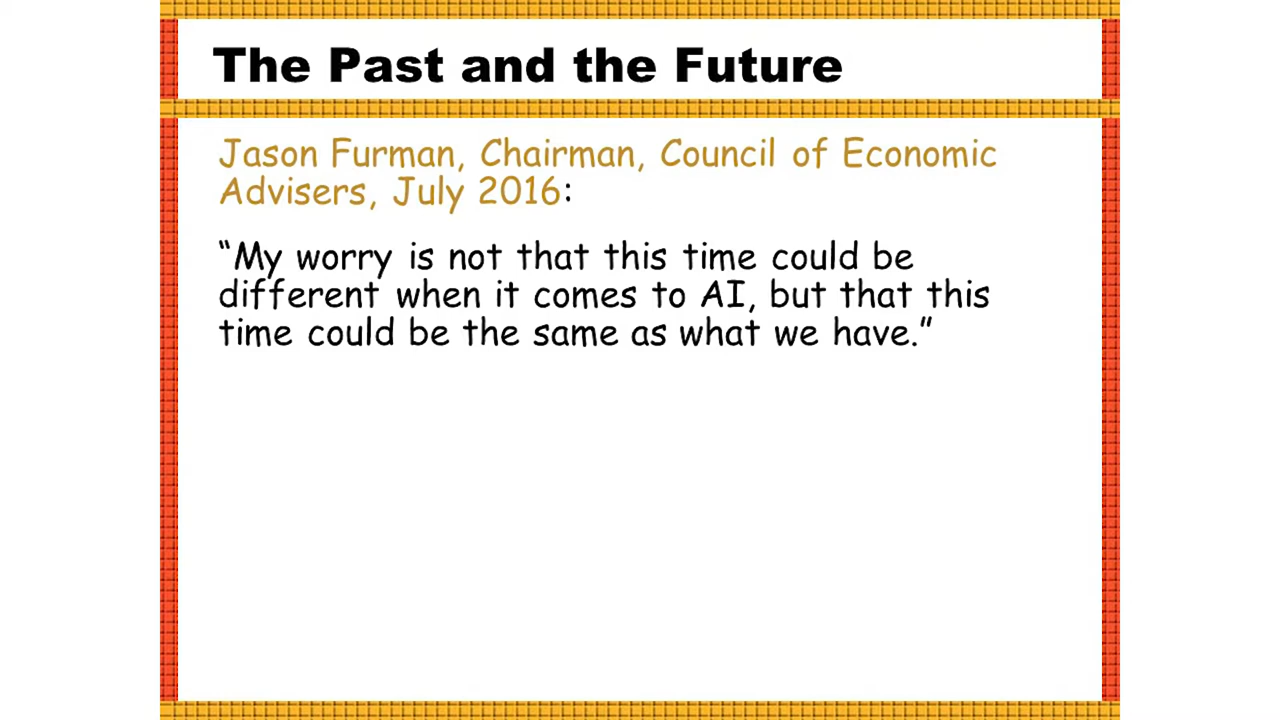 The Past and the Future
Jason Furman, Chairman, Council of Economic
Advisers, July 2016:
“My worry is not that this time could be
different when it comes to AI, but that this
time could be the same as what we have.”